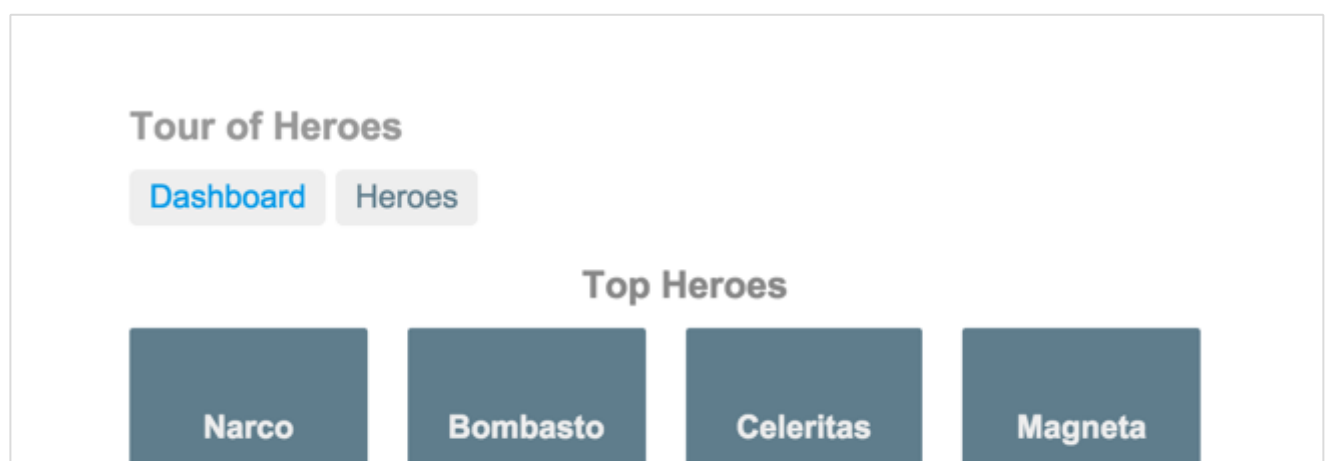 Tour of Heroes
Dashboard Heroes
Top Heroes
Narco Bombasto Celeritas Magneta